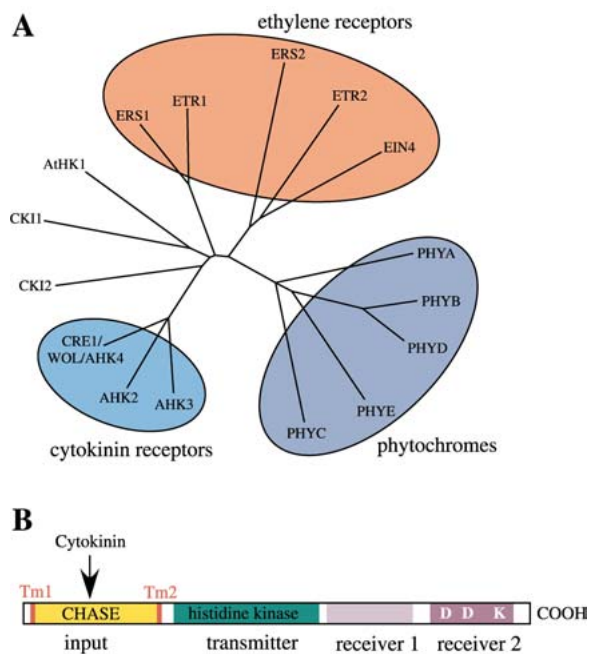 A
ethylene receptors
ERS2
ETR1
ETR2
ERS1
EIN4
AtHK1
CKI1
CKI2
PHYA
PHYB
PHYD
CRE1/
WOL/AHK4
AHK2
AHK3
PHYE
PHYC
cytokinin receptors
phytochromes
B
Cytokinin
Tm1
Tm2
CHASE
histidine kinase
D D K
COOH
input
transmitter
receiver 1
receiver 2